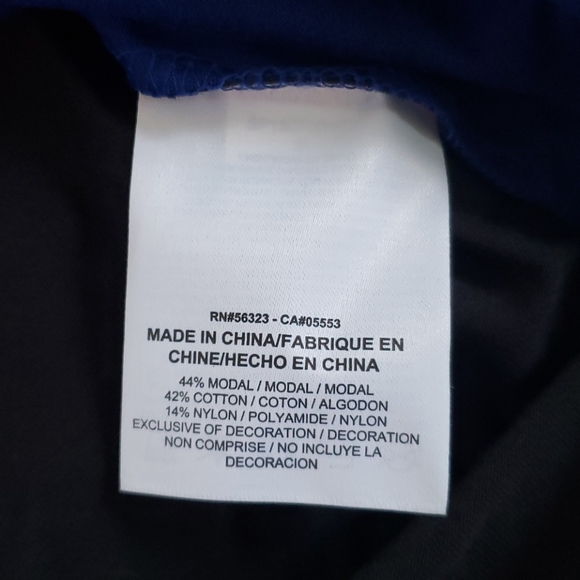 RN#56323 - CA#05553
MADE IN CHINA/FABRIQUE EN
CHINE/HECHO EN CHINA
44% MODAL / MODAL / MODAL
42% COTTON / COTON / ALGODON
14% NYLON / POLYAMIDE / NYLON
EXCLUSIVE OF DECORATION / DECORATION
NON COMPRISE / NO INCLUYE LA
DECORACION